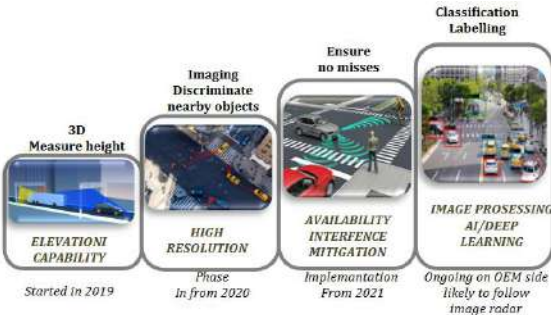 3D
Measure height
ELEVATIONI
CAPABILITY
Started in 2019
Imaging
Discriminate
nearby objects
HIGH
RESOLUTION
Phase
In from 2020
Ensure
no misses
AVAILABILITY
INTERFENCE
MITIGATION
Implemantation
From 2021
Classification
Labelling
IMAGE PROSSING
AI/DEEP
LEARNING
Ongoing on OEM side
likely to follow
image radar